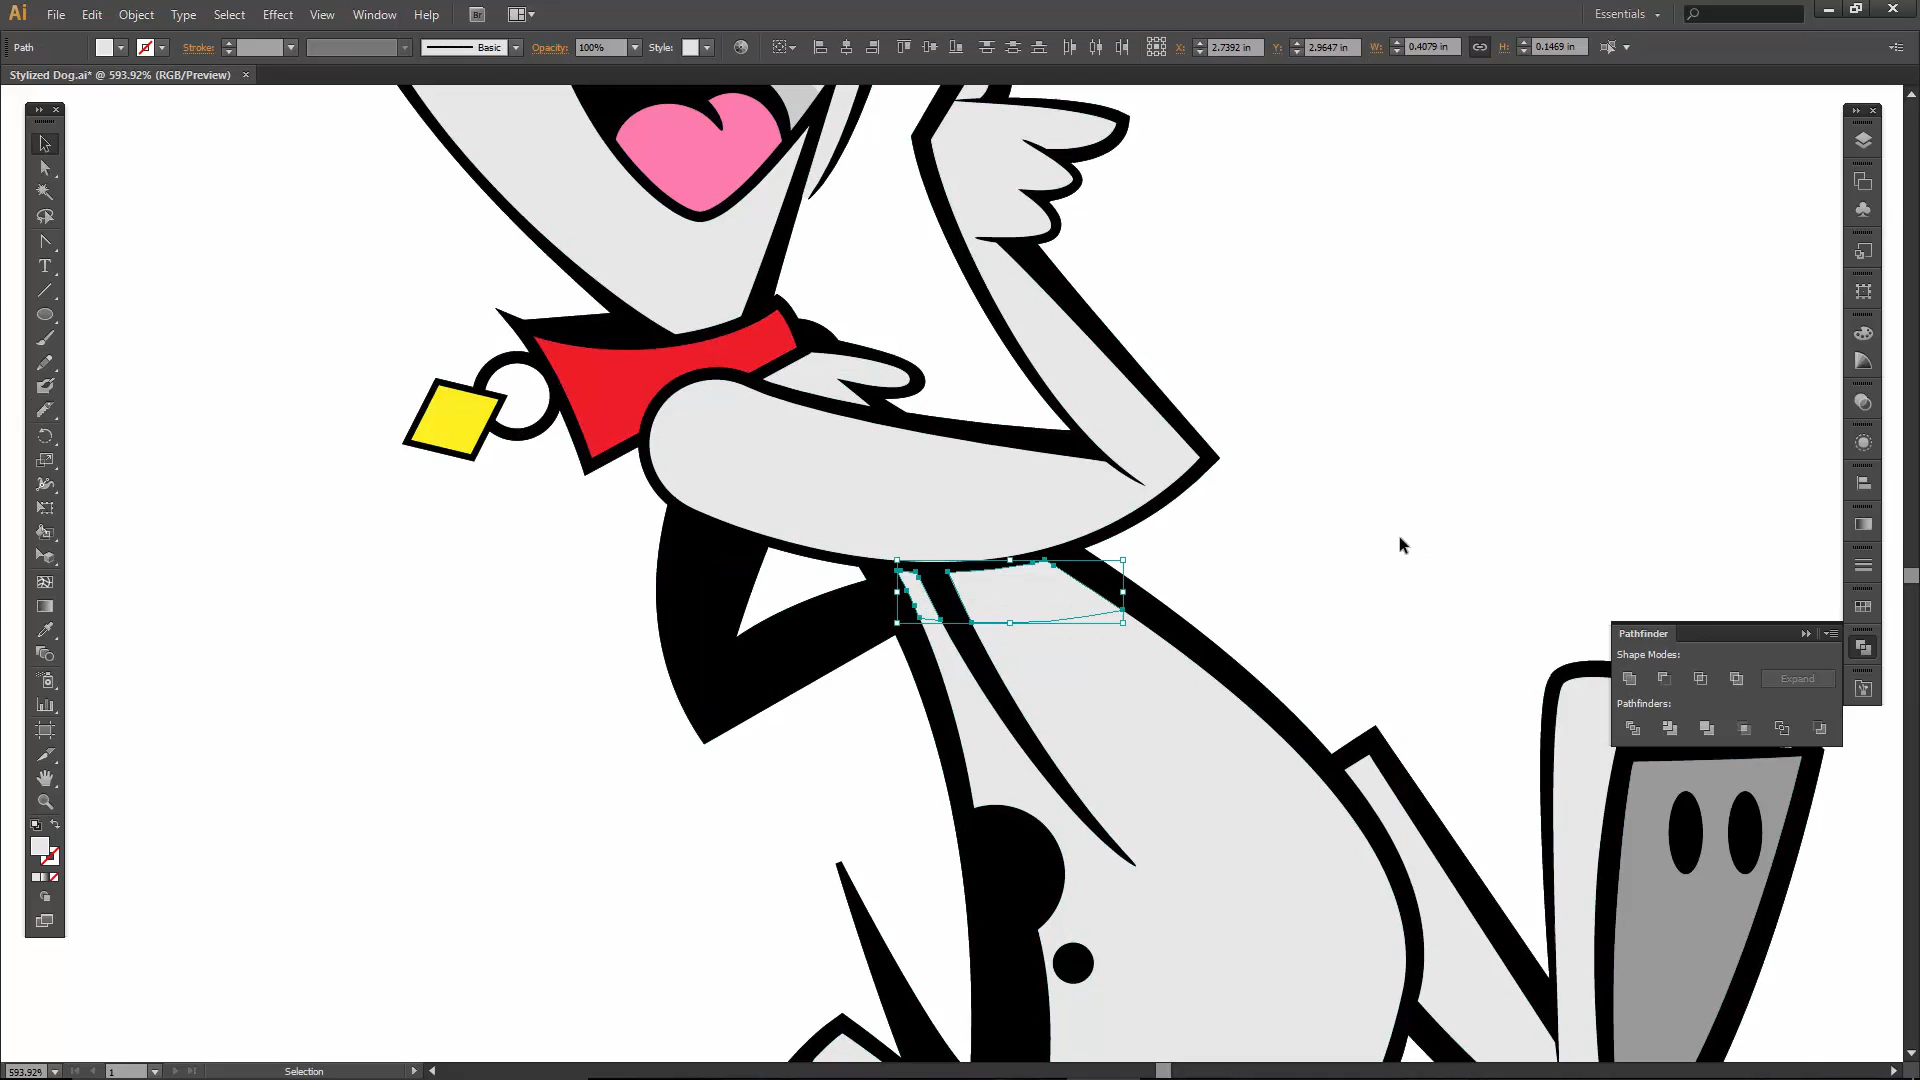 Ai File Edit Object Type Select Effect View Window Help Br Essentials
Path Stroke: Basic Opacity: 100% Style: X: 2.7392 in Y: 2.9647 in W: 0.4079 in H: 0.1469 in
Stylized Dog.ai* @ 593.92% (RGB/Preview)
T
Pathfinder
Shape Modes:
Expand
Pathfinders:
593.92% 1 Selection